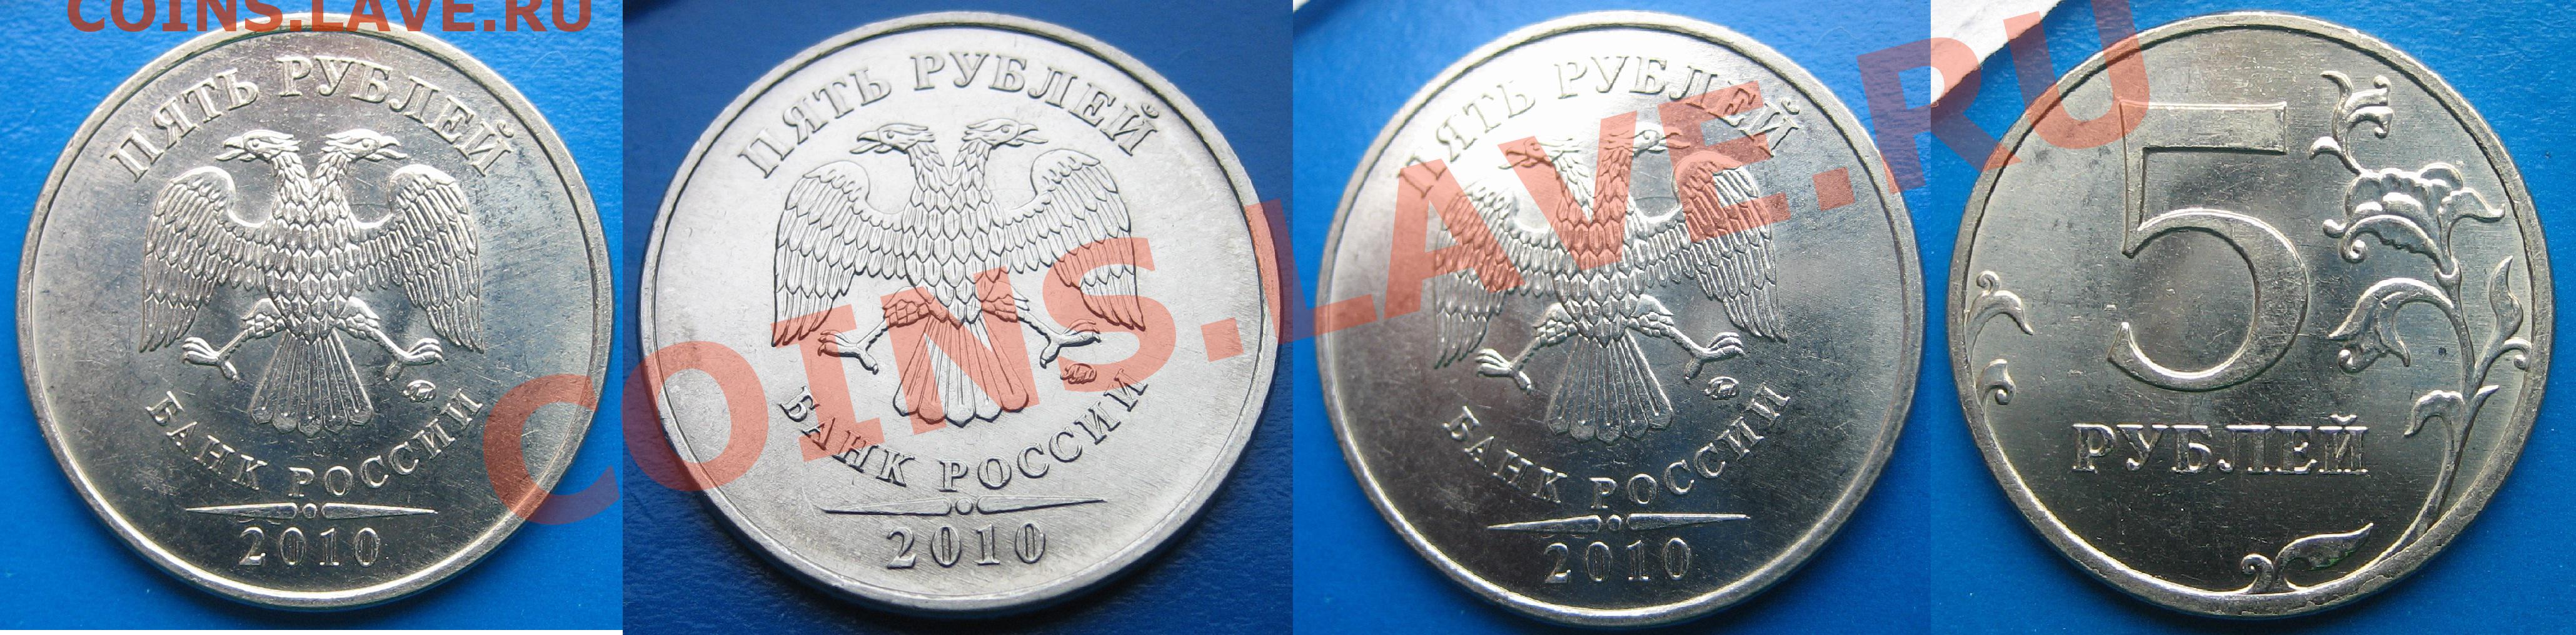 COINS.LAVE.RU
ПЯТЬ РУБЛЕЙ
БАНК РОССИИ
2010
ПЯТЬ РУБЛЕЙ
БАНК РОССИИ
2010
ПЯТЬ РУБЛЕЙ
БАНК РОССИИ
2010
5
РУБЛЕЙ
COINS.LAVE.RU